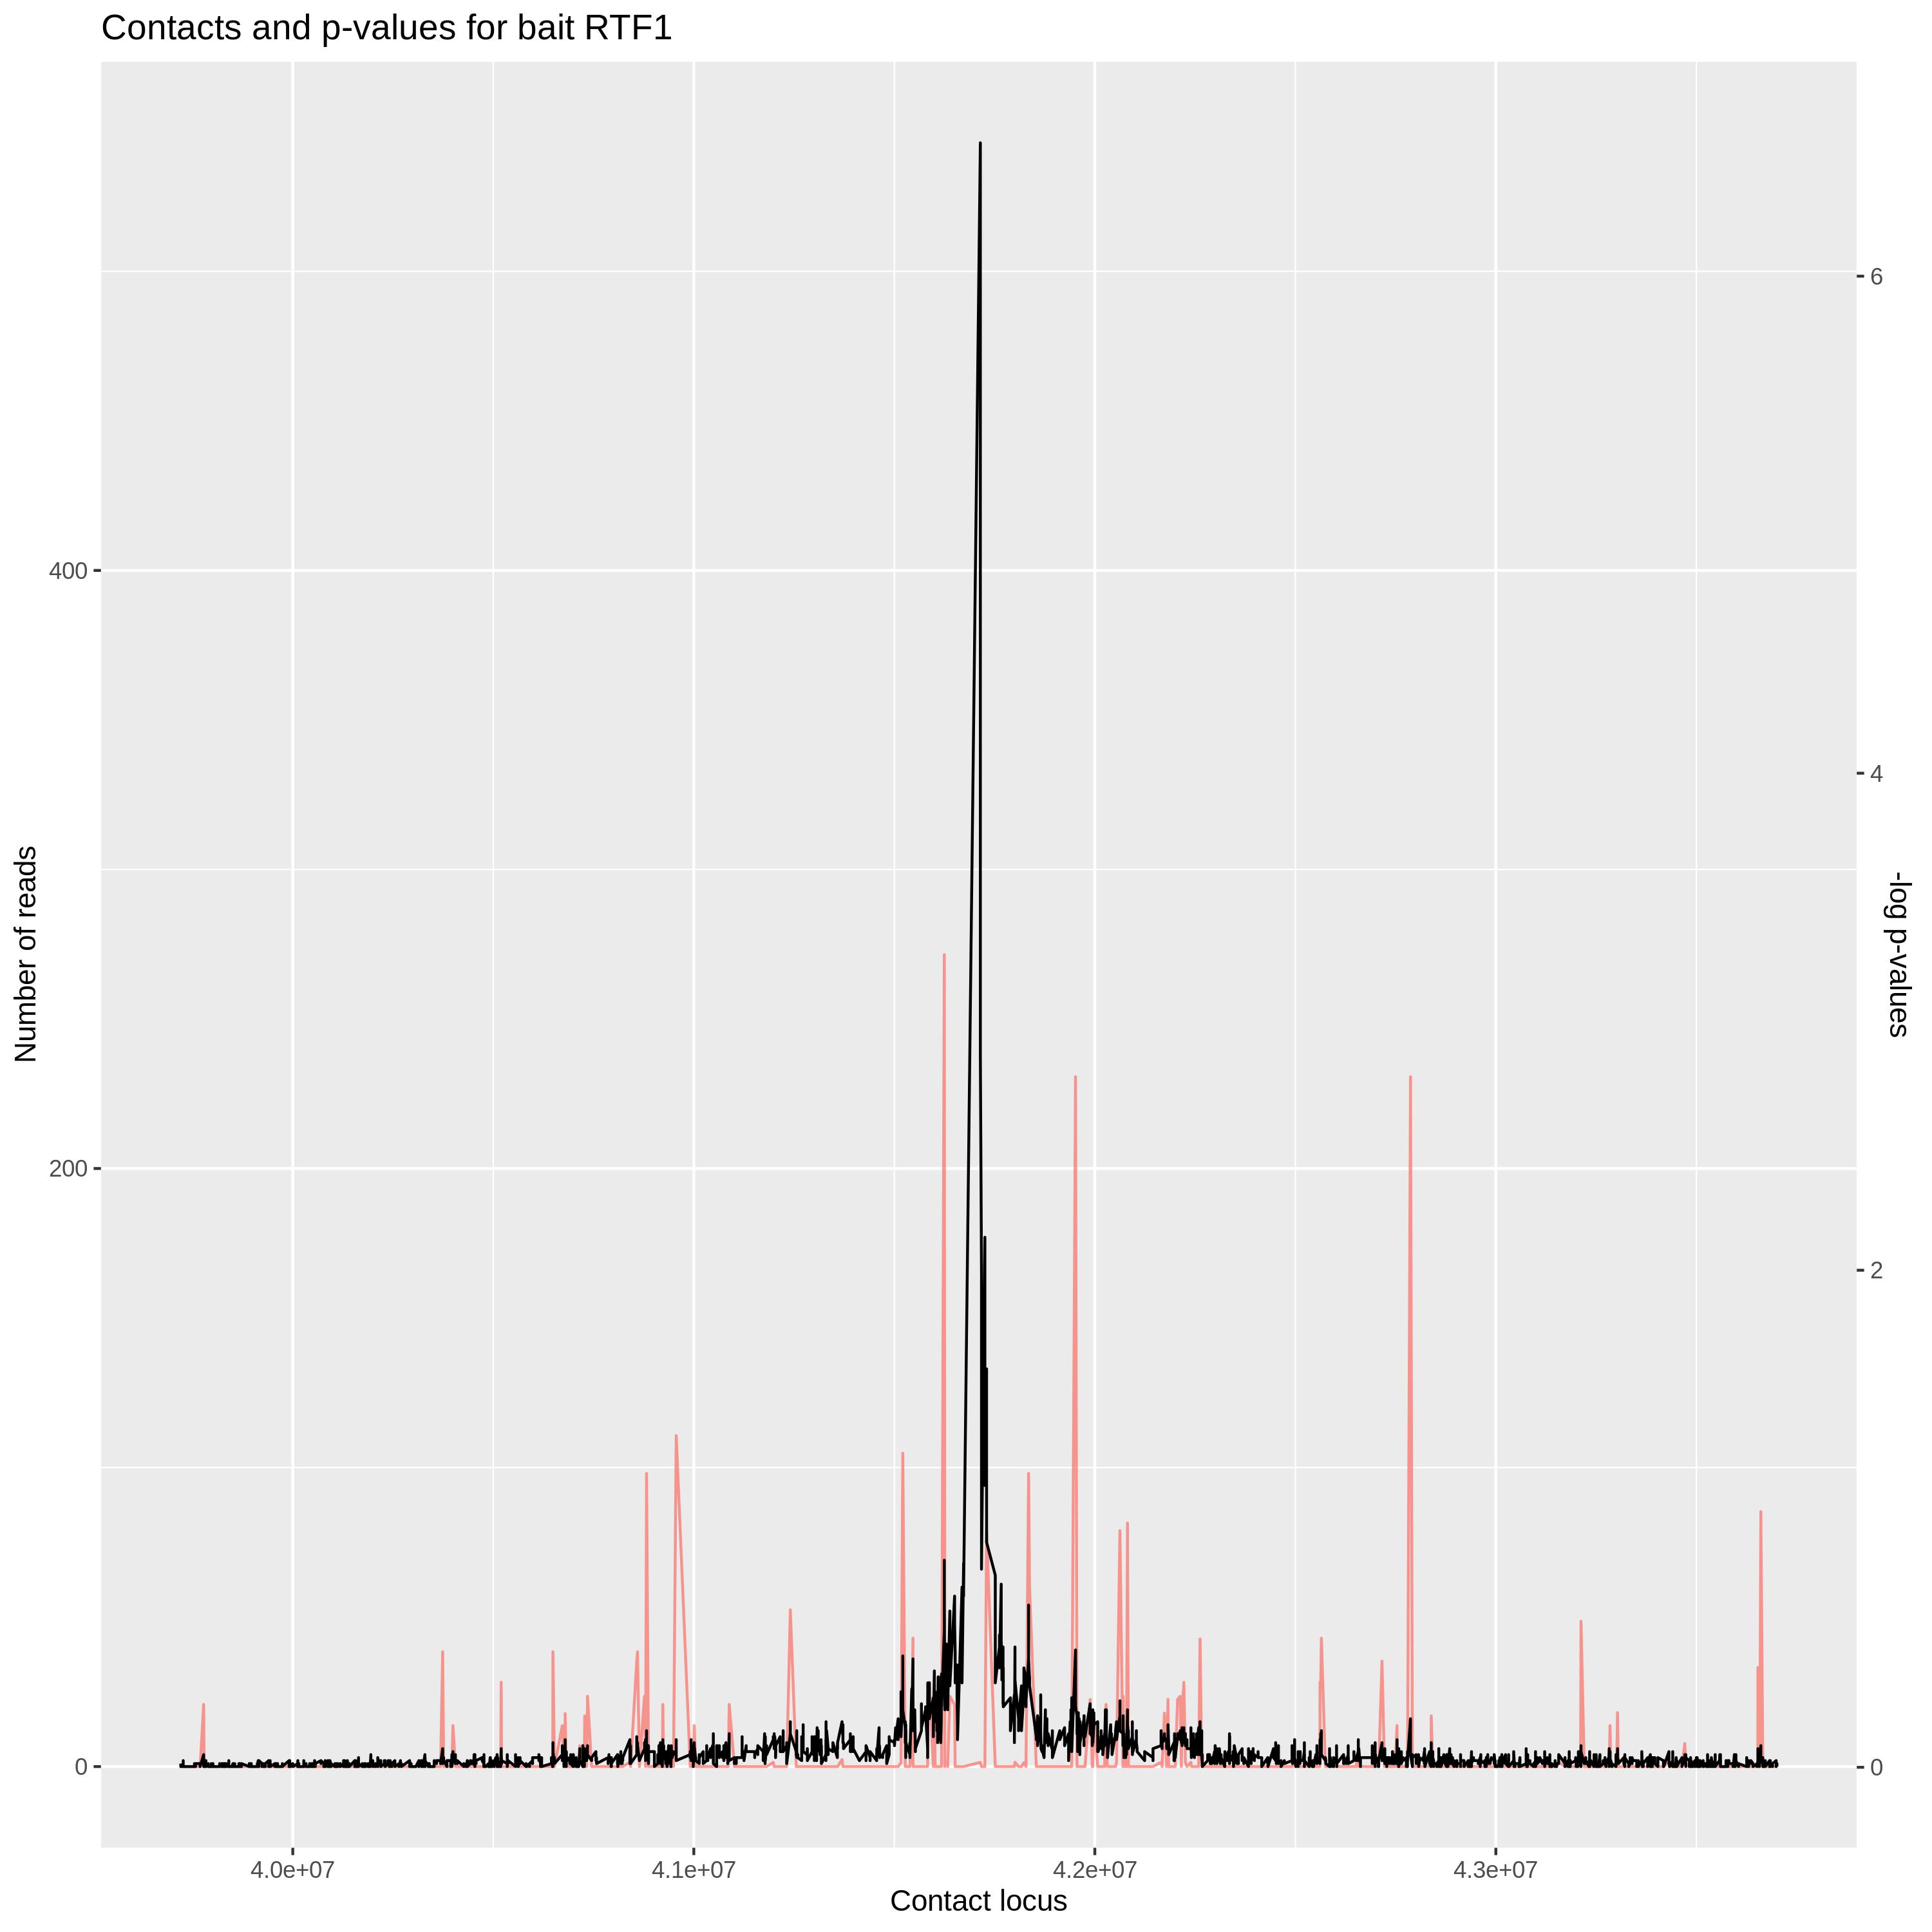 Contacts and p-values for bait RTF1
Number of reads
400
200
0
6
4
2
0
-log p-values
4.0e+07
4.1e+07
4.2e+07
4.3e+07
Contact locus